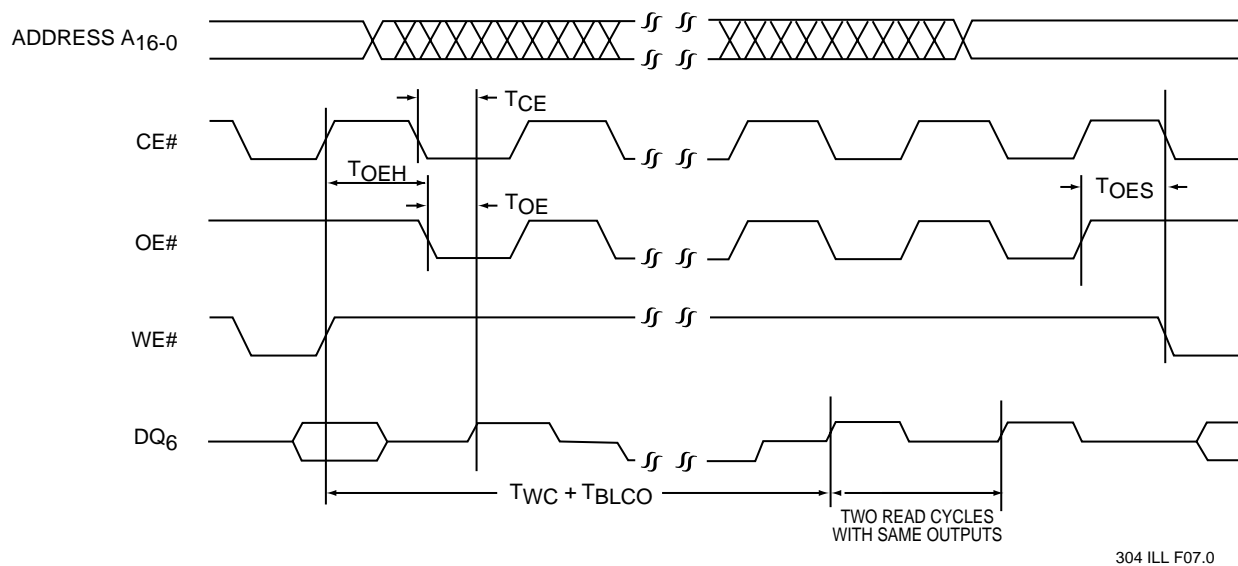 ADDRESS A16-0
TCE
CE#
TOEH
TOES
TOE
OE#
WE#
DQ6
TWC + TBLCO
TWO READ CYCLES
WITH SAME OUTPUTS
304 ILL F07.0